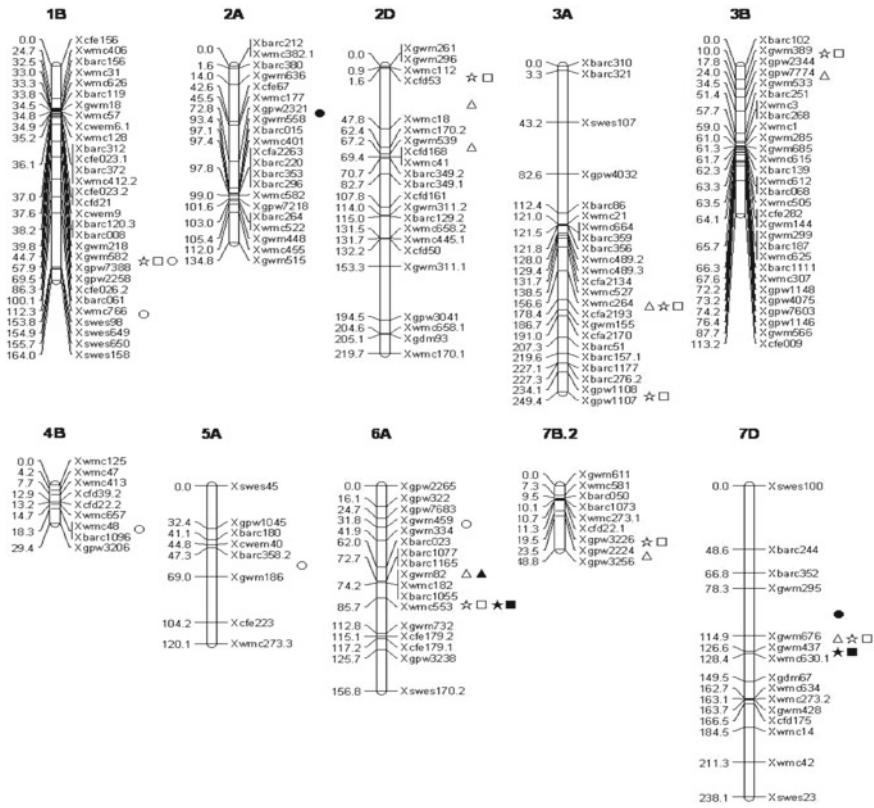 1B
0.0 Xcfe156
24.7 Xwmc406
32.5 Xbarc156
33.0 Xwmc31
33.3 Xwmc626
33.8 Xbarc119
34.5 Xgwm18
34.8 Xwmc57
34.9 Xcwem6.1
35.2 Xwmc128
Xbarc312
36.1 Xcfe023.1
Xbarc372
Xwmc412.2
Xcfe023.2
37.0 Xcfd21
37.6 Xcwem9
38.2 Xbarc120.3
Xbarc008
39.8 Xgwm218
44.7 Xgwm582 ☆ □ ○
57.9 Xgpw7388
69.5 Xgpw2258
86.3 Xcfe026.2
100.1 Xbarc061
112.3 Xwmc766 ○
153.8 Xswes98
154.9 Xswes649
155.7 Xswes650
164.0 Xswes158
2A
0.0 Xbarc212
Xwmc382.1
1.6 Xbarc380
14.0 Xgwm636
42.6 Xcfe67
45.5 Xwmc177
72.8 Xgpw2321 ●
93.4 Xgwm558
97.1 Xbarc015
97.4 Xwmc401
Xcfa2263
97.8 Xbarc220
Xbarc353
Xbarc296
99.0 Xwmc582
101.6 Xgpw7218
103.0 Xbarc264
Xwmc522
105.4 Xgwm448
112.0 Xwmc455
134.8 Xgwm515
2D
0.0 Xgwm261
Xgwm296
0.9 Xwmc112
1.6 Xcfd53 ☆ □
△
47.8 Xwmc18
62.4 Xwmc170.2
67.2 Xgwm539 △
69.4 Xcfd168
Xwmc41
70.7 Xbarc349.2
82.7 Xbarc349.1
107.8 Xcfd161
114.0 Xgwm311.2
115.0 Xbarc129.2
131.5 Xwmc658.2
131.7 Xwmc445.1
132.2 Xcfd50
153.3 Xgwm311.1
194.5 Xgpw3041
204.6 Xwmc658.1
205.1 Xgdm93
219.7 Xwmc170.1
3A
0.0 Xbarc310
3.3 Xbarc321
43.2 Xswes107
82.6 Xgpw4032
112.4 Xbarc86
121.0 Xwmc21
121.5 Xwmc664
Xbarc359
121.8 Xbarc356
128.0 Xwmc489.2
129.4 Xwmc489.3
131.7 Xcfa2134
138.5 Xwmc527
156.6 Xwmc264 △ ☆ □
178.4 Xcfa2193
186.7 Xgwm155
191.0 Xcfa2170
207.3 Xbarc51
219.6 Xbarc157.1
227.1 Xbarc1177
227.3 Xbarc276.2
234.1 Xgpw1108 ☆ □
249.4 Xgpw1107
3B
0.0 Xbarc102
10.0 Xgwm389 ☆ □
17.8 Xgpw2344
24.0 Xgpw7774 △
34.5 Xgwm533
51.4 Xbarc251
57.7 Xwmc3
Xbarc268
59.0 Xwmc1
61.0 Xgwm285
61.3 Xgwm685
61.7 Xwmc615
62.3 Xbarc139
63.3 Xwmc612
Xbarc068
63.5 Xwmc505
64.1 Xcfe282
Xgwm144
Xgwm299
65.7 Xbarc187
Xwmc625
66.3 Xbarc1111
67.6 Xwmc307
72.2 Xgpw1148
73.2 Xgpw4075
74.2 Xgpw7603
76.4 Xgpw1146
87.7 Xgwm566
113.2 Xcfe009
4B
0.0 Xwmc125
4.2 Xwmc47
7.7 Xwmc413
12.9 Xcfd39.2
13.2 Xcfd22.2
14.7 Xwmc657
18.3 Xwmc48 ○
Xbarc1096
29.4 Xgpw3206
5A
0.0 Xswes45
32.4 Xgpw1045
41.1 Xbarc180
44.8 Xcwem40
47.3 Xbarc358.2
○
69.0 Xgwm186
104.2 Xcfe223
120.1 Xwmc273.3
6A
0.0 Xgpw2265
16.1 Xgpw322
24.7 Xgpw7683
31.8 Xgwm459 ○
41.9 Xgwm334
62.0 Xbarc023
72.7 Xbarc1077
Xbarc1165
Xgwm82 △ ▲
74.2 Xwmc182
Xbarc1055
85.7 Xwmc553 ☆ □ ★ ■
112.8 Xgwm732
115.1 Xcfe179.2
117.2 Xcfe179.1
125.7 Xgpw3238
156.8 Xswes170.2
7B.2
0.0 Xgwm611
7.3 Xwmc581
9.5 Xbarc050
10.1 Xbarc1073
10.7 Xwmc273.1
11.3 Xcfd22.1
19.5 Xgpw3226 ☆ □
23.5 Xgpw2224 △
48.8 Xgpw3256
7D
0.0 Xswes100
48.6 Xbarc244
66.8 Xbarc352
78.3 Xgwm295
●
114.9 Xgwm676 △ ☆ □
126.6 Xgwm437
128.4 Xwmc630.1 ★ ■
149.5 Xgdm67
162.7 Xwmc634
163.1 Xwmc273.2
163.7 Xgwm428
166.5 Xcfd175
184.5 Xwmc14
211.3 Xwmc42
238.1 Xswes23